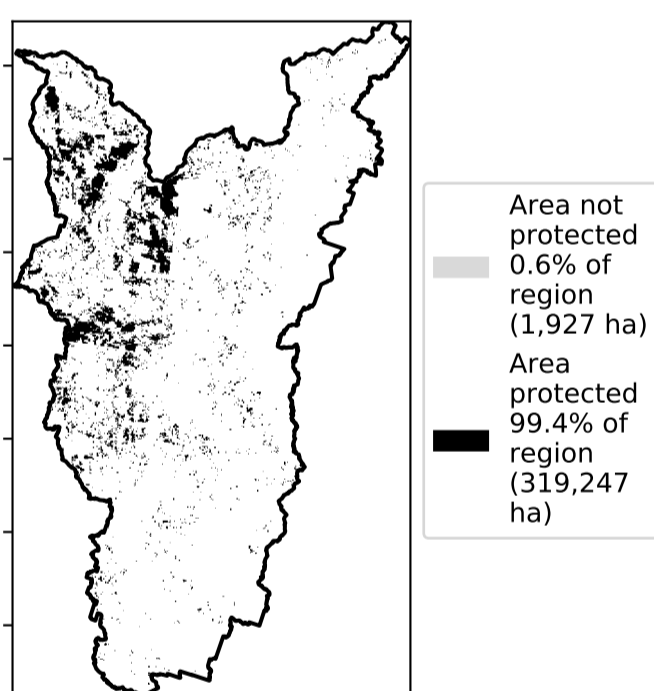 Area not
protected
0.6% of
region
(1,927 ha)
Area
protected
99.4% of
region
(319,247
ha)